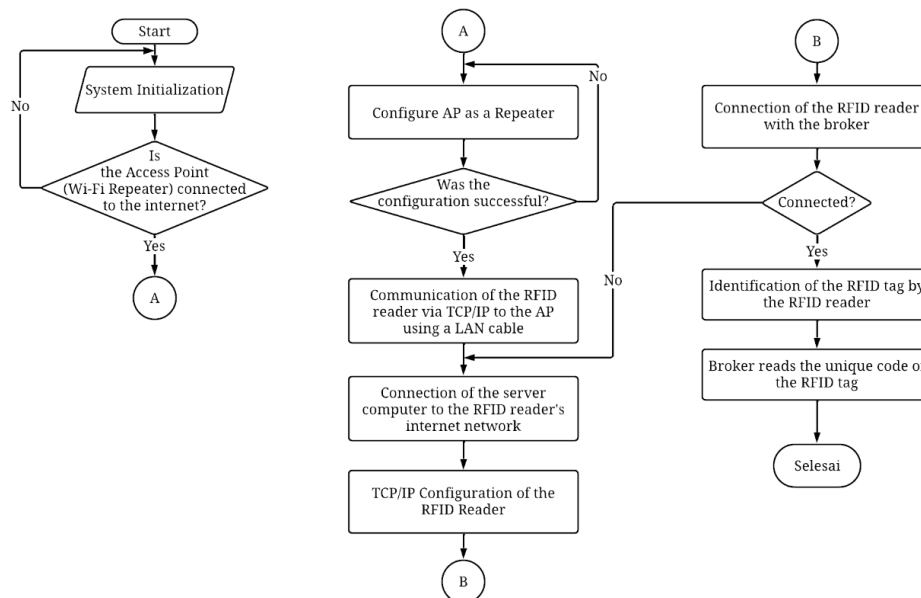 Start
System Initialization
No
Is
the Access Point
(Wi-Fi Repeater) connected
to the internet?
Yes
A
A
No
Configure AP as a Repeater
Was the
configuration successful?
Yes
Communication of the RFID
reader via TCP/IP to the AP
using a LAN cable
Connection of the server
computer to the RFID reader's
internet network
TCP/IP Configuration of the
RFID Reader
B
B
Connection of the RFID reader
with the broker
Connected?
No
Yes
Identification of the RFID tag by
the RFID reader
Broker reads the unique code of
the RFID tag
Selesai